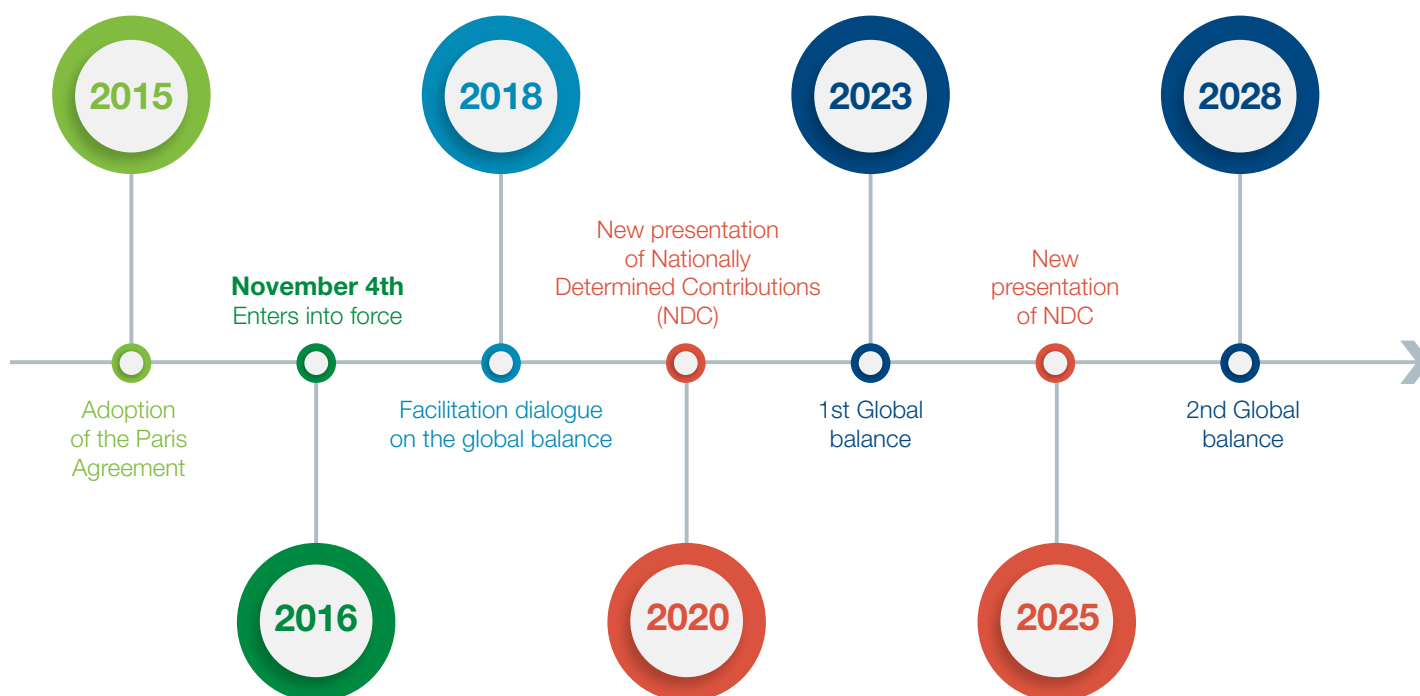 2015
Adoption
of the Paris
Agreement
November 4th
Enters into force
2016
2018
Facilitation dialogue
on the global balance
New presentation
of Nationally
Determined Contributions
(NDC)
2020
2023
1st Global
balance
New
presentation
of NDC
2025
2028
2nd Global
balance